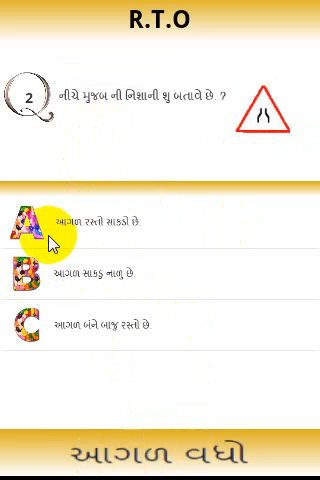 R.T.O
Q 2 નીચે મુજબ ની નિશાની શુ બતાવે છે. ?
A આગળ રસ્તો સાકડો છે.
B આગળ સાકડુ નાળુ છે.
C આગળ બંને બાજુ રસ્તો છે.
આગળ વધો